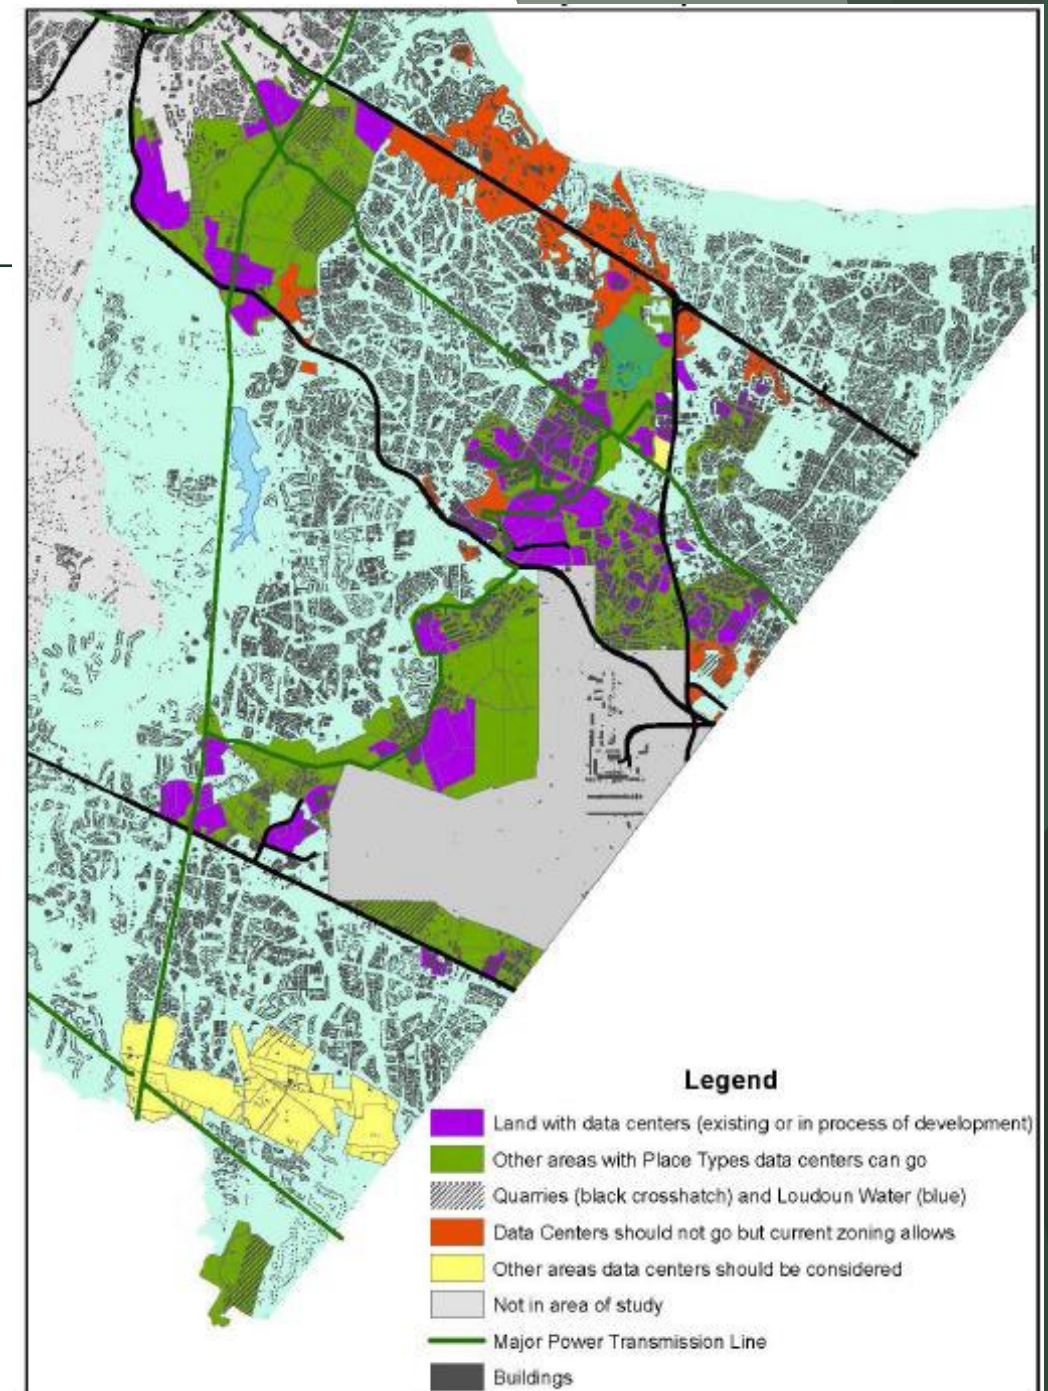 Legend
Land with data centers (existing or in process of development)
Other areas with Place Types data centers can go
Quarries (black crosshatch) and Loudoun Water (blue)
Data Centers should not go but current zoning allows
Other areas data centers should be considered
Not in area of study
Major Power Transmission Line
Buildings